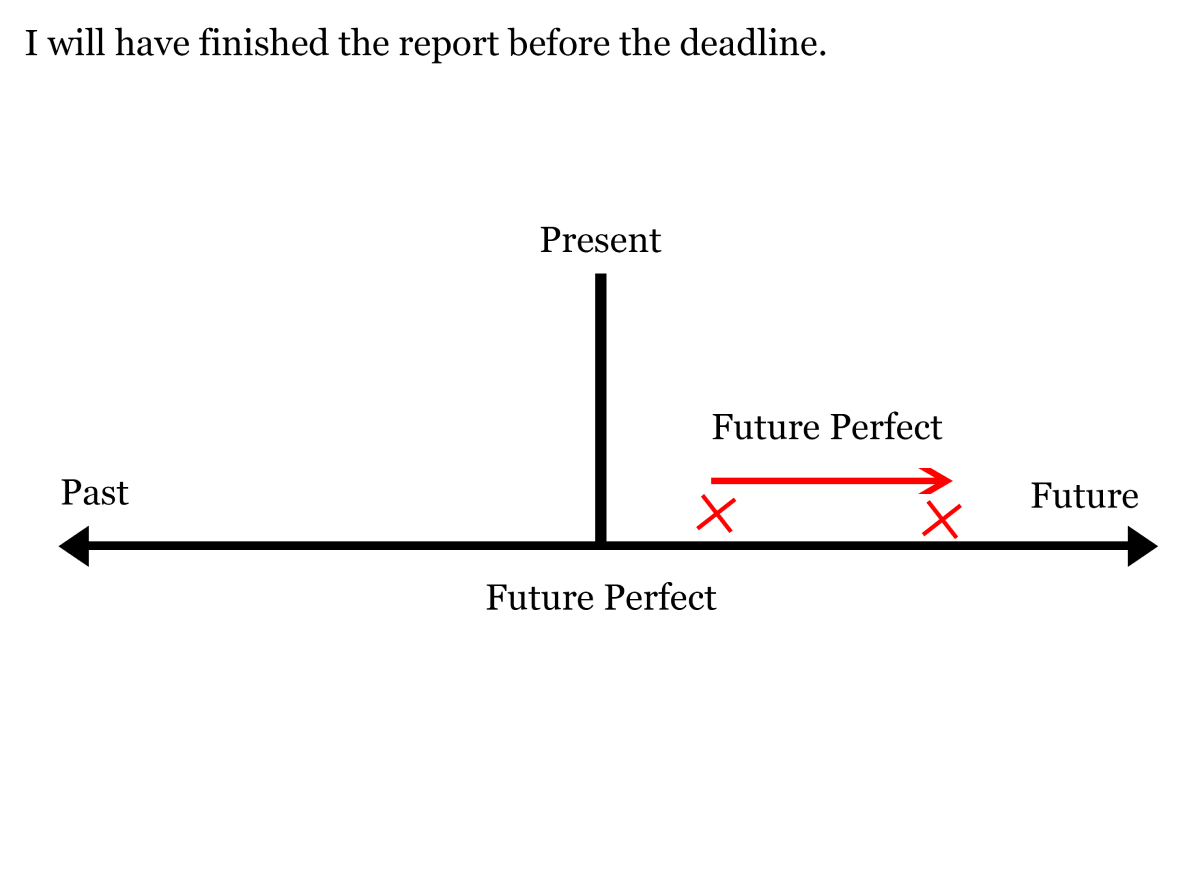 I will have finished the report before the deadline.
Present
Future Perfect
Past
Future
Future Perfect